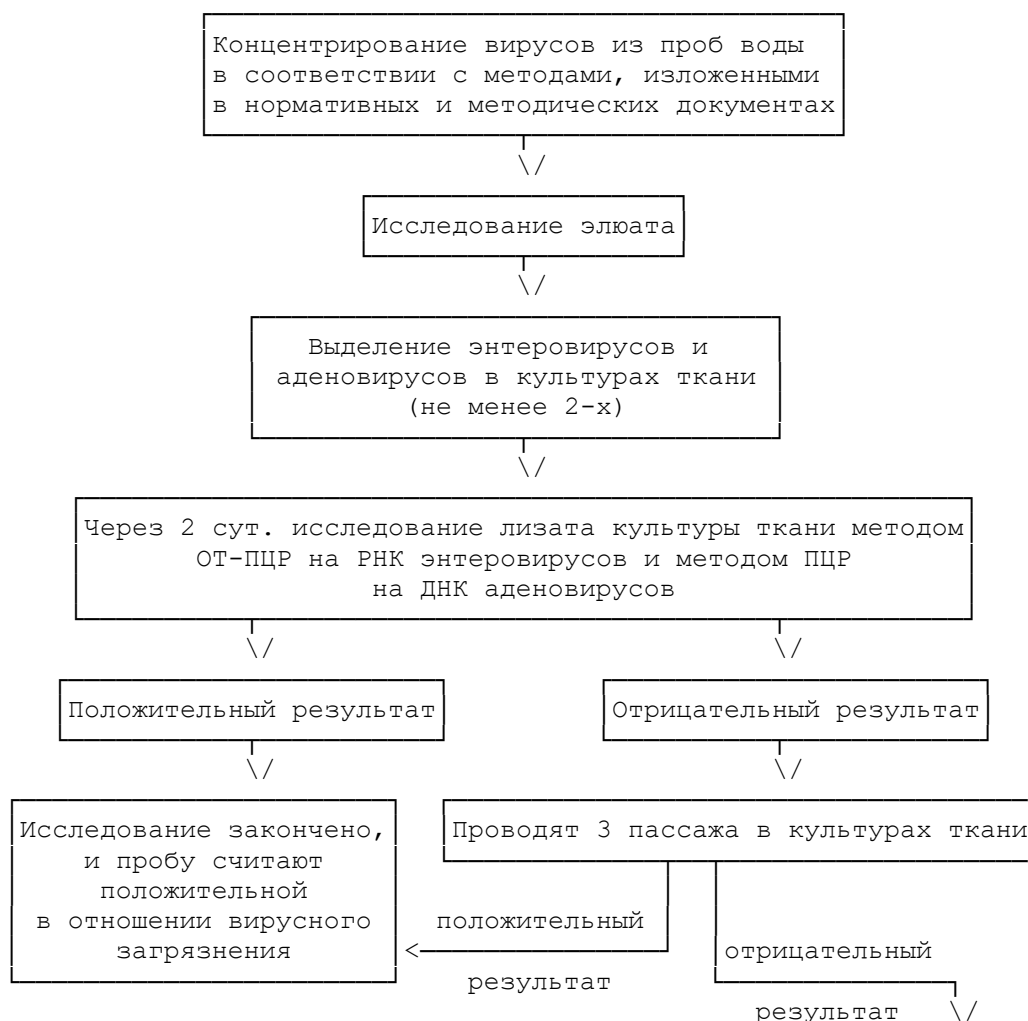 Концентрирование вирусов из проб воды
в соответствии с методами, изложенными
в нормативных и методических документах
Исследование элюата
Выделение энтеровирусов и
аденовирусов в культурах ткани
(не менее 2-х)
Через 2 сут. исследование лизата культуры ткани методом
ОТ-ПЦР на РНК энтеровирусов и методом ПЦР
на ДНК аденовирусов
Положительный результат
Отрицательный результат
Исследование закончено,
и пробу считают
положительной
в отношении вирусного
загрязнения
Проводят 3 пассажа в культурах ткани
положительный
результат
отрицательный
результат